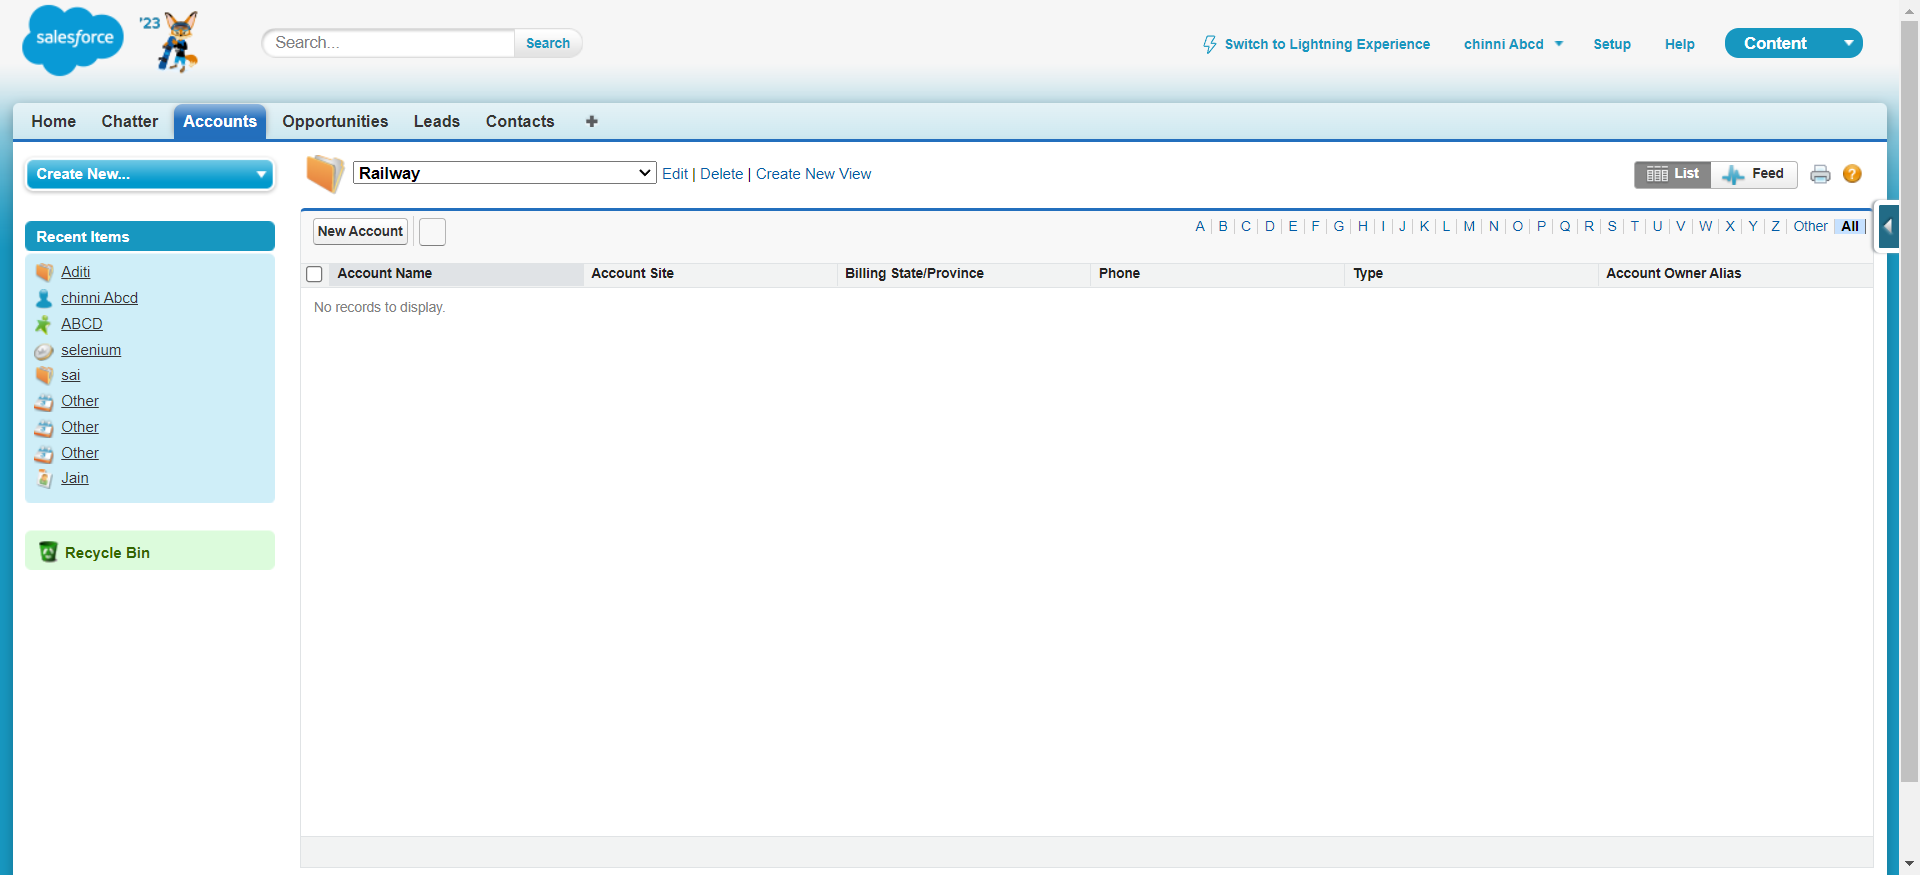 salesforce
'23
Search...
Search
Switch to Lightning Experience
chinni Abcd
Setup
Help
Content
Home
Chatter
Accounts
Opportunities
Leads
Contacts
+
Create New...
Railway
Edit | Delete | Create New View
List
Feed
?
Recent Items
Aditi
chinni Abcd
ABCD
selenium
sai
Other
Other
Other
Jain
Recycle Bin
New Account
A | B | C | D | E | F | G | H | I | J | K | L | M | N | O | P | Q | R | S | T | U | V | W | X | Y | Z | Other | All
Account Name
Account Site
Billing State/Province
Phone
Type
Account Owner Alias
No records to display.